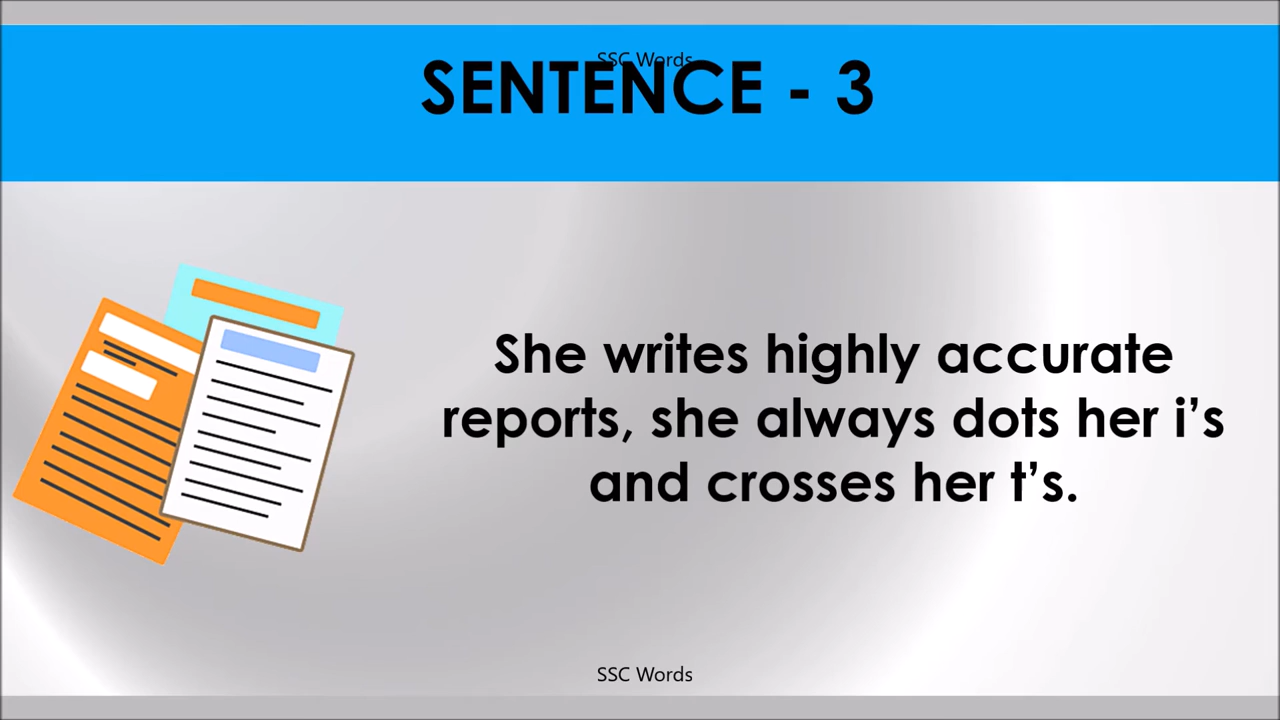 SSC Words
SENTENCE - 3
She writes highly accurate
reports, she always dots her i’s
and crosses her t’s.
SSC Words